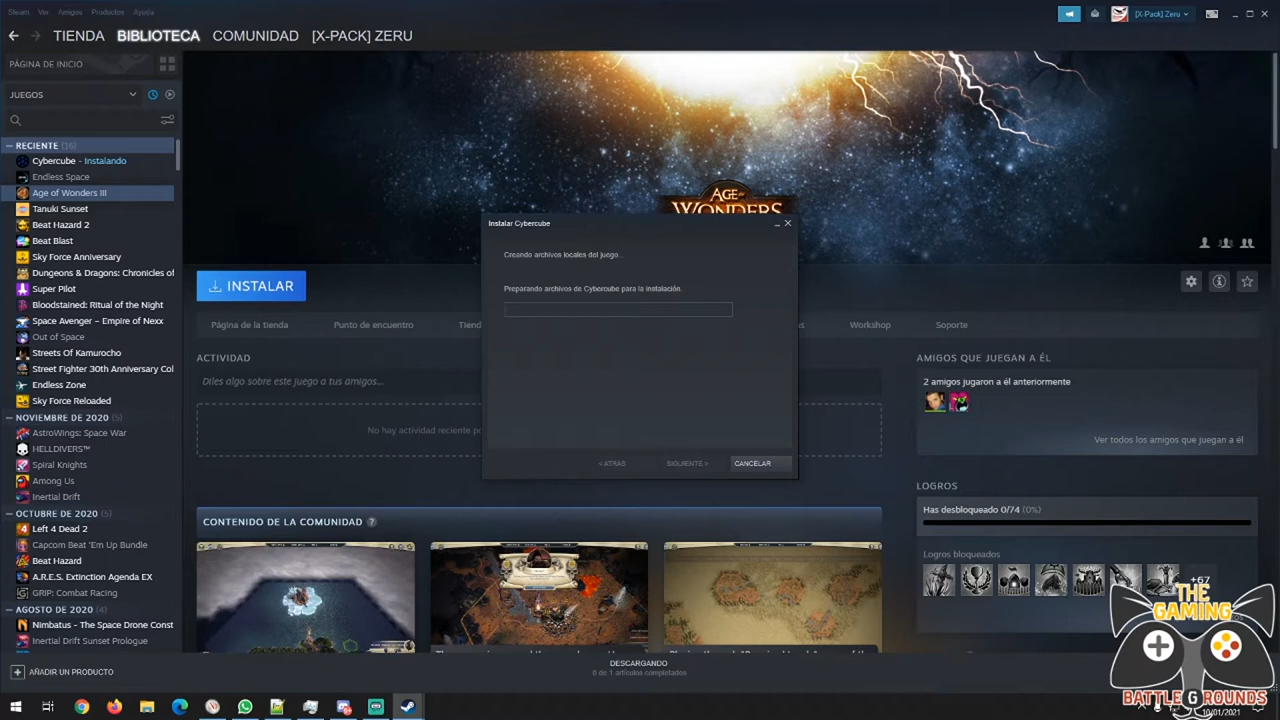 Steam Ver Amigos Productos Ayuda
[X-Pack] Zeru
TIENDA BIBLIOTECA COMUNIDAD [X-PACK] ZERU
PÁGINA DE INICIO
JUEGOS
RECIENTE (16)
Cybercube - Instalando
Endless Space
Age of Wonders III
Tanuki Sunset
Beat Hazard 2
Beat Blast
Sky Force Anniversary
Dungeons & Dragons: Chronicles of
Super Pilot
Bloodstained: Ritual of the Night
Space Avenger – Empire of Nexx
Out of Space
Streets Of Kamurocho
Street Fighter 30th Anniversary Col
Endless Zone
Sky Force Reloaded
NOVIEMBRE DE 2020 (5)
AstroWings: Space War
HELLDIVERS™
Spiral Knights
Among Us
Inertial Drift
OCTUBRE DE 2020 (5)
Left 4 Dead 2
Capcom Beat 'Em Up Bundle
Beat Hazard
A.R.E.S. Extinction Agenda EX
GRIP: Combat Racing
AGOSTO DE 2020 (4)
Nimbatus - The Space Drone Const
Inertial Drift Sunset Prologue
AÑADIR UN PRODUCTO
AGE OF
WONDERS
INSTALAR
Página de la tienda
Punto de encuentro
Tiend
Workshop
Soporte
Instalar Cybercube
Creando archivos locales del juego...
Preparando archivos de Cybercube para la instalación.
< ATRÁS
SIGUIENTE >
CANCELAR
ACTIVIDAD
Diles algo sobre este juego a tus amigos...
No hay actividad reciente
CONTENIDO DE LA COMUNIDAD ?
AMIGOS QUE JUEGAN A ÉL
2 amigos jugaron a él anteriormente
Ver todos los amigos que juegan a él
LOGROS
Has desbloqueado 0/74 (0%)
Logros bloqueados
+67
DESCARGANDO
0 de 1 artículos completados
THE
GAMING
BATTLEGROUNDS
10/01/2021